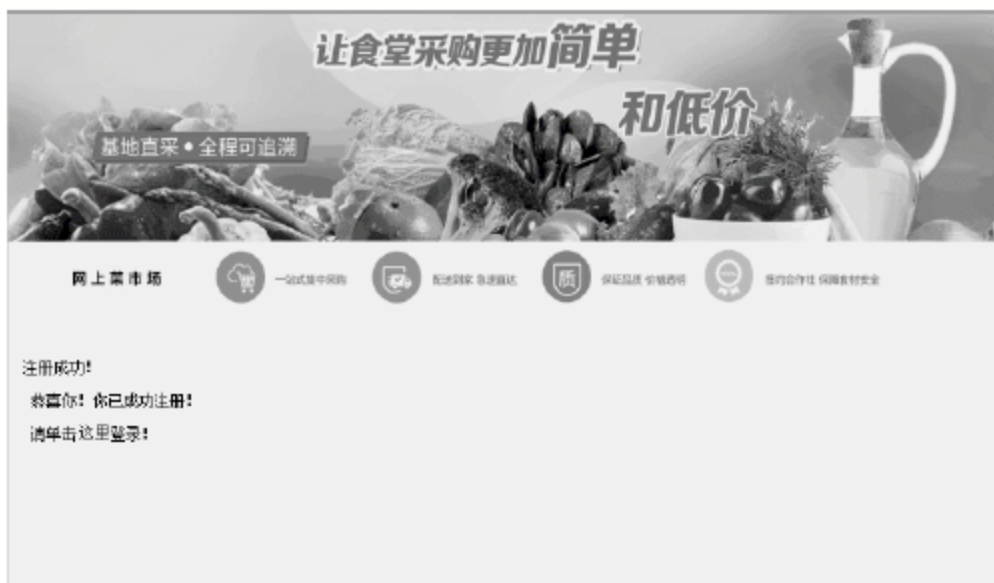 让食堂采购更加简单
和低价
基地直采•全程可追溯
网上菜市场
一站式集中采购
配送到家 急速直达
质
保证品质 价格透明
签约合作社 保障食材安全
注册成功!
恭喜你!你已成功注册!
请单击这里登录!